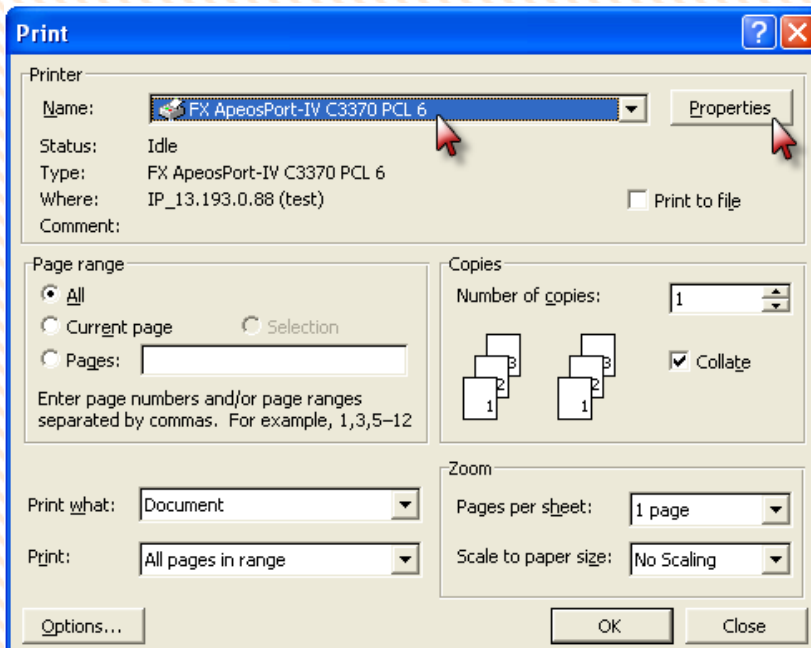 Print
Printer
Name: FX ApeosPort-IV C3370 PCL 6 Properties
Status: Idle
Type: FX ApeosPort-IV C3370 PCL 6
Where: IP_13.193.0.88 (test) Print to file
Comment:
Page range
All
Current page Selection
Pages:
Enter page numbers and/or page ranges
separated by commas. For example, 1,3,5–12
Copies
Number of copies: 1
3 3
2 2
1 1
Collate
Print what: Document
Print: All pages in range
Zoom
Pages per sheet: 1 page
Scale to paper size: No Scaling
Options... OK Close